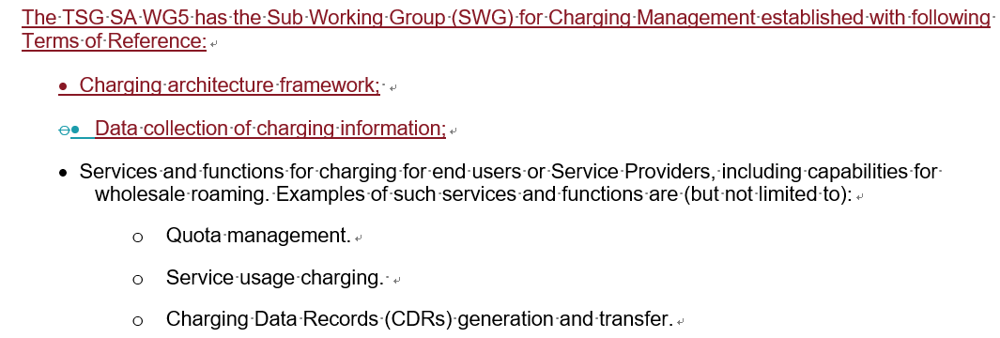 The TSG SA WG5 has the Sub Working Group (SWG) for Charging Management established with following
Terms of Reference:
• Charging architecture framework;
• Data collection of charging information;
• Services and functions for charging for end users or Service Providers, including capabilities for
wholesale roaming. Examples of such services and functions are (but not limited to):
o Quota management.
o Service usage charging.
o Charging Data Records (CDRs) generation and transfer.